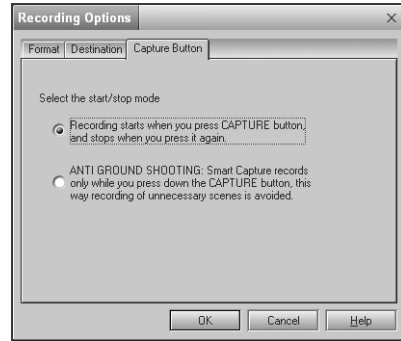 Recording Options
Format Destination Capture Button
Select the start/stop mode
Recording starts when you press CAPTURE button,
and stops when you press it again.
ANTI GROUND SHOOTING: Smart Capture records
only while you press down the CAPTURE button, this
way recording of unnecessary scenes is avoided.
OK Cancel Help